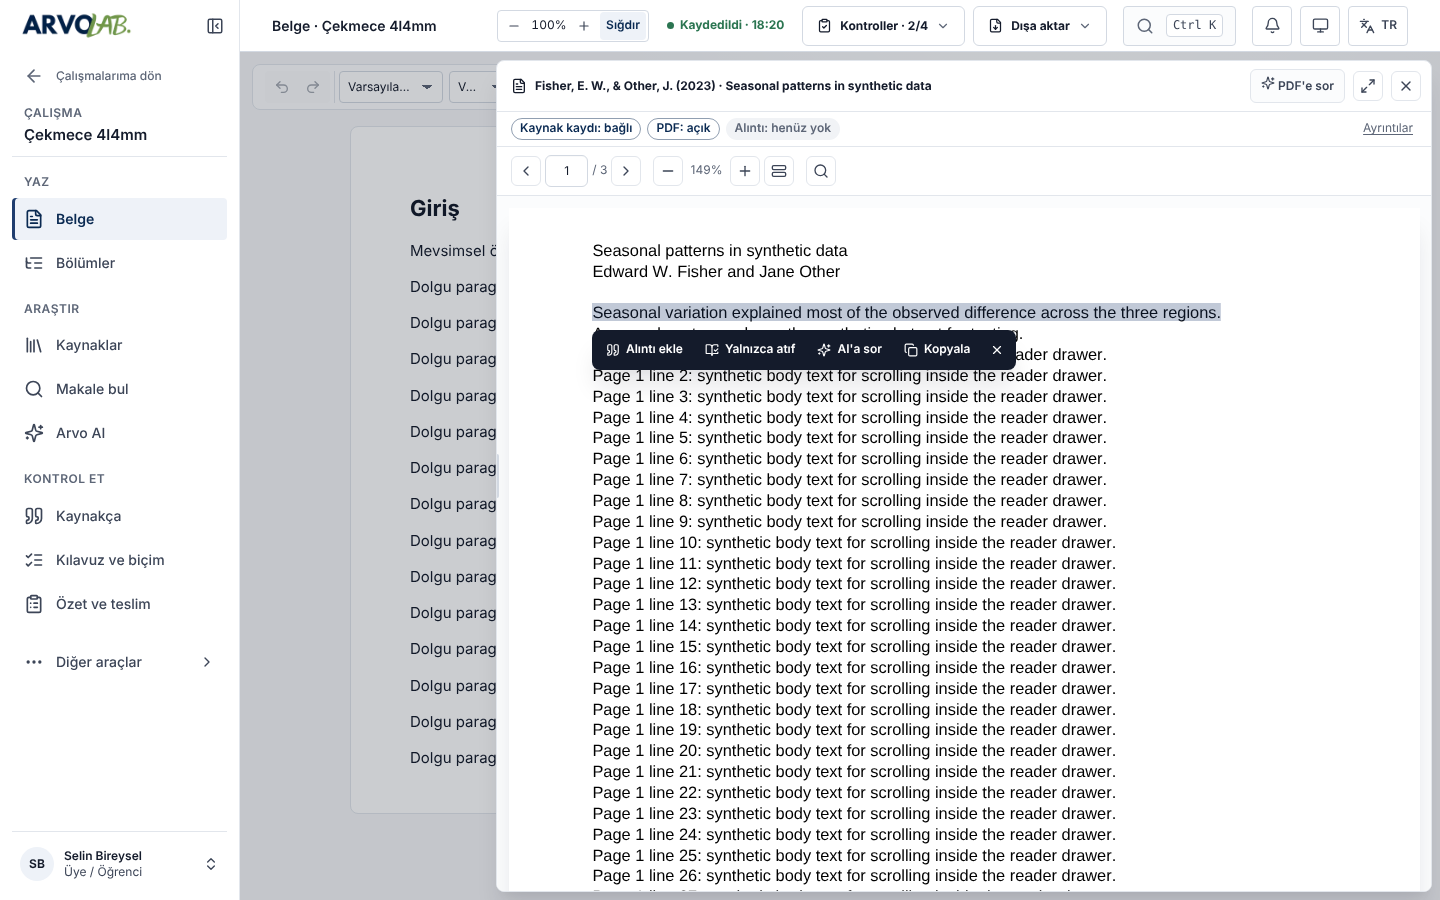 ARVOLAB.
Çalışmalarıma dön
ÇALIŞMA
Çekmece 4l4mm
YAZ
Belge
Bölümler
ARAŞTIR
Kaynaklar
Makale bul
Arvo AI
KONTROL ET
Kaynakça
Kılavuz ve biçim
Özet ve teslim
Diğer araçlar
SB
Selin Bireysel
Üye / Öğrenci
Belge · Çekmece 4l4mm
100% Sığdır
Kaydedildi · 18:20
Kontroller · 2/4
Dışa aktar
Ctrl K
TR
Varsayıla...
V...
Giriş
Mevsimsel ö
Dolgu parag
Dolgu parag
Dolgu parag
Dolgu parag
Dolgu parag
Dolgu parag
Dolgu parag
Dolgu parag
Dolgu parag
Dolgu parag
Dolgu parag
Dolgu parag
Dolgu parag
Dolgu parag
Fisher, E. W., & Other, J. (2023) · Seasonal patterns in synthetic data
PDF'e sor
Kaynak kaydı: bağlı
PDF: açık
Alıntı: henüz yok
Ayrıntılar
1 / 3
149%
Seasonal patterns in synthetic data
Edward W. Fisher and Jane Other
Seasonal variation explained most of the observed difference across the three regions.
Alıntı ekle
Yalnızca atıf
AI'a sor
Kopyala
ader drawer.
Page 1 line 2: synthetic body text for scrolling inside the reader drawer.
Page 1 line 3: synthetic body text for scrolling inside the reader drawer.
Page 1 line 4: synthetic body text for scrolling inside the reader drawer.
Page 1 line 5: synthetic body text for scrolling inside the reader drawer.
Page 1 line 6: synthetic body text for scrolling inside the reader drawer.
Page 1 line 7: synthetic body text for scrolling inside the reader drawer.
Page 1 line 8: synthetic body text for scrolling inside the reader drawer.
Page 1 line 9: synthetic body text for scrolling inside the reader drawer.
Page 1 line 10: synthetic body text for scrolling inside the reader drawer.
Page 1 line 11: synthetic body text for scrolling inside the reader drawer.
Page 1 line 12: synthetic body text for scrolling inside the reader drawer.
Page 1 line 13: synthetic body text for scrolling inside the reader drawer.
Page 1 line 14: synthetic body text for scrolling inside the reader drawer.
Page 1 line 15: synthetic body text for scrolling inside the reader drawer.
Page 1 line 16: synthetic body text for scrolling inside the reader drawer.
Page 1 line 17: synthetic body text for scrolling inside the reader drawer.
Page 1 line 18: synthetic body text for scrolling inside the reader drawer.
Page 1 line 19: synthetic body text for scrolling inside the reader drawer.
Page 1 line 20: synthetic body text for scrolling inside the reader drawer.
Page 1 line 21: synthetic body text for scrolling inside the reader drawer.
Page 1 line 22: synthetic body text for scrolling inside the reader drawer.
Page 1 line 23: synthetic body text for scrolling inside the reader drawer.
Page 1 line 24: synthetic body text for scrolling inside the reader drawer.
Page 1 line 25: synthetic body text for scrolling inside the reader drawer.
Page 1 line 26: synthetic body text for scrolling inside the reader drawer.